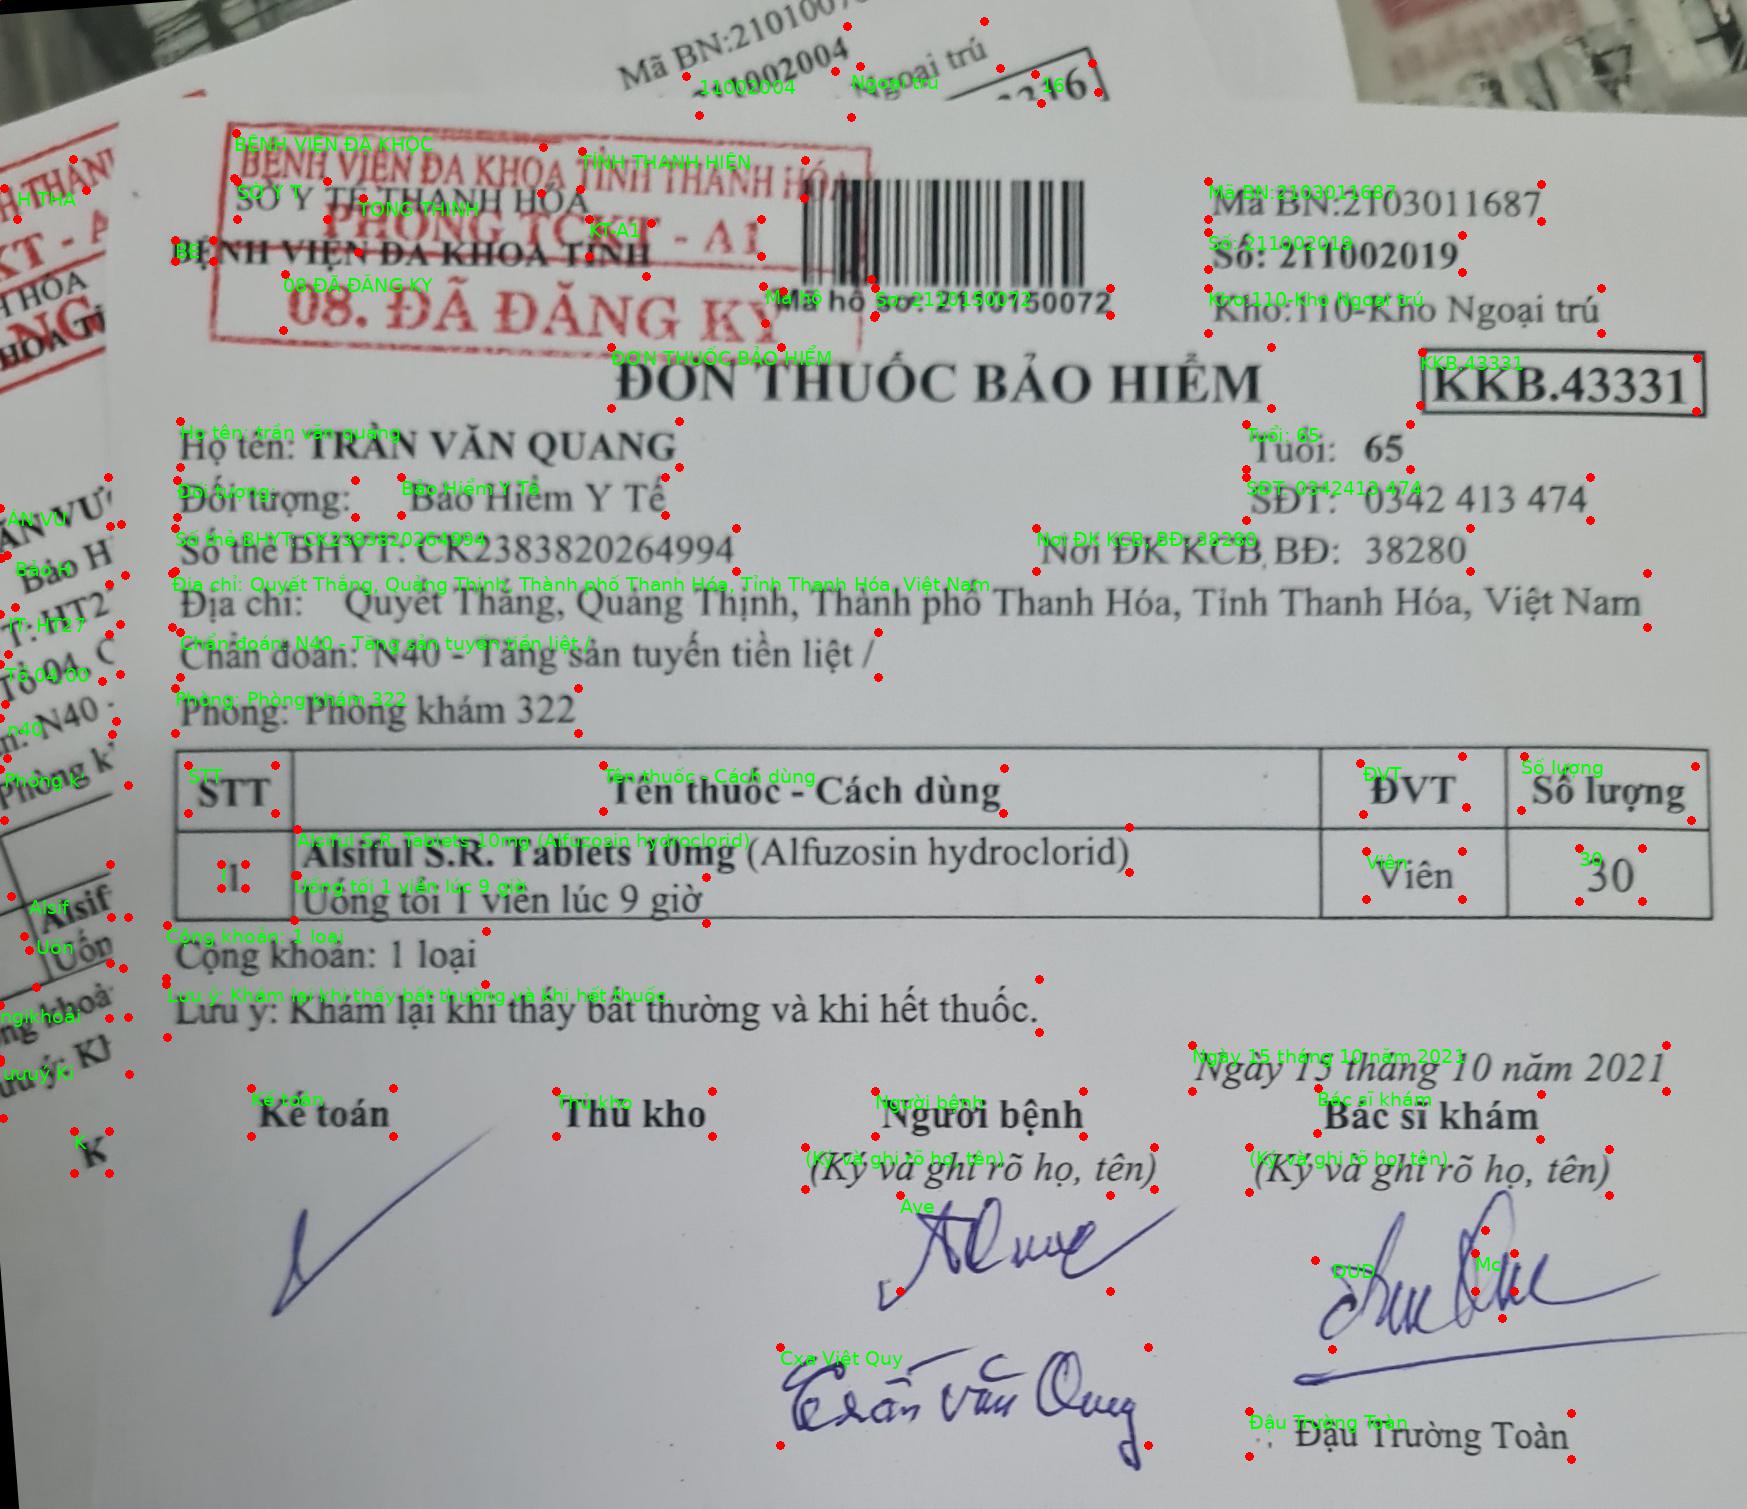 Mã BN:210100
11002004
Ngoại trú
BỆNH VIỆN ĐA KHOA TỈNH THANH HÓA
SỞ Y TẾ THANH HÓA
PHÒNG TCKT - A1
BỆNH VIỆN ĐA KHOA TỈNH
08. ĐÃ ĐĂNG KÝ
Mã hồ sơ: 2110150072
Mã BN:2103011687
Số: 211002019
Kho:110-Kho Ngoại trú
ĐƠN THUỐC BẢO HIỂM
KKB.43331
Họ tên: TRẦN VĂN QUANG
Tuổi: 65
Đối tượng: Bảo Hiểm Y Tế
SĐT: 0342 413 474
Số thẻ BHYT: CK2383820264994
Nơi ĐK KCB BĐ: 38280
Địa chỉ: Quyết Thắng, Quảng Thịnh, Thành phố Thanh Hóa, Tỉnh Thanh Hóa, Việt Nam
Chẩn đoán: N40 - Tăng sản tuyến tiền liệt /
Phòng: Phòng khám 322
STT Tên thuốc - Cách dùng ĐVT Số lượng
1 Alsiful S.R. Tablets 10mg (Alfuzosin hydroclorid) Viên 30
Uống tối 1 viên lúc 9 giờ
Cộng khoản: 1 loại
Lưu ý: Khám lại khi thấy bất thường và khi hết thuốc.
Ngày 15 tháng 10 năm 2021
Kế toán Thủ kho Người bệnh Bác sĩ khám
(Ký và ghi rõ họ, tên) (Ký và ghi rõ họ, tên)
Trần Văn Quang
Đậu Trường Toàn